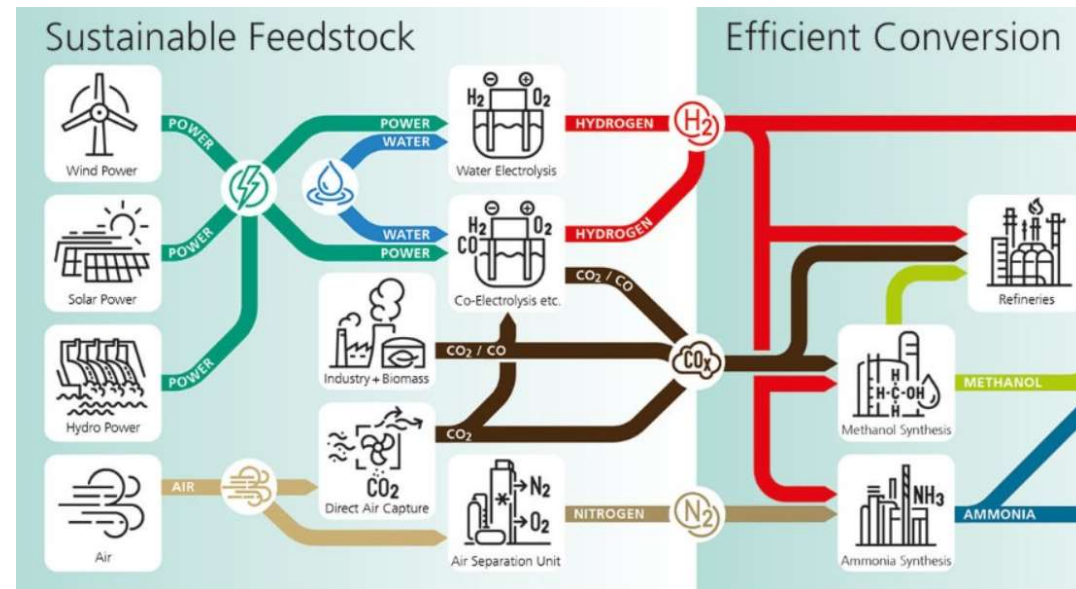 Sustainable Feedstock
Efficient Conversion
Wind Power
POWER
Solar Power
POWER
Hydro Power
POWER
Air
AIR
POWER
WATER
WATER
POWER
H2 O2
Water Electrolysis
H2 O2
CO
Co-Electrolysis etc.
HYDROGEN
HYDROGEN
H2
CO2 / CO
Industry + Biomass
CO2 / CO
CO2
Direct Air Capture
CO2
COx
N2
O2
Air Separation Unit
NITROGEN
N2
Refineries
H
H-C-OH
H
Methanol Synthesis
METHANOL
NH3
Ammonia Synthesis
AMMONIA